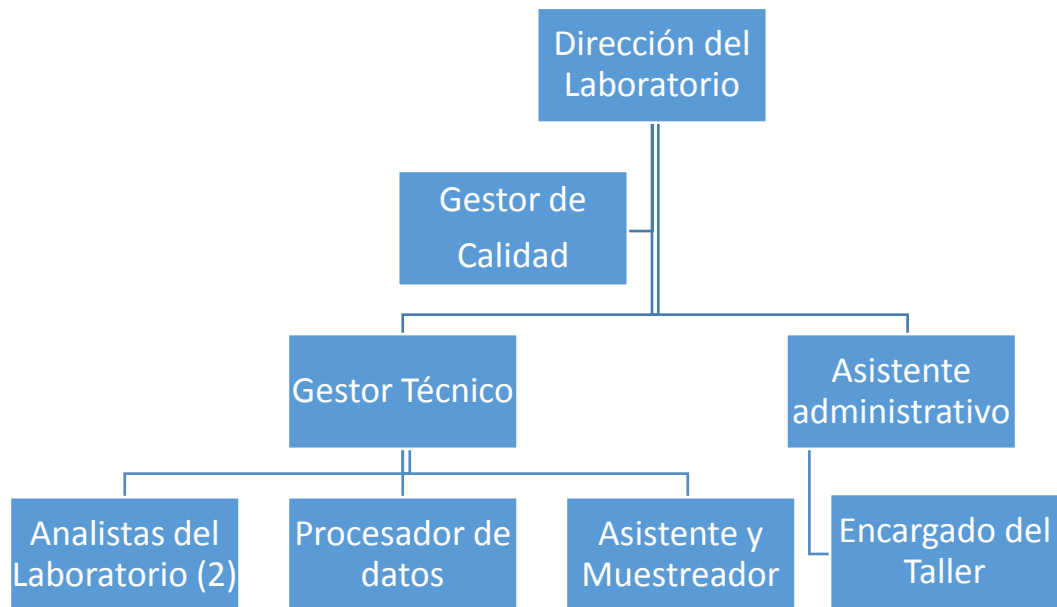 Dirección del
Laboratorio
Gestor de
Calidad
Gestor Técnico
Asistente
administrativo
Analistas del
Laboratorio (2)
Procesador de
datos
Asistente y
Muestreador
Encargado del
Taller